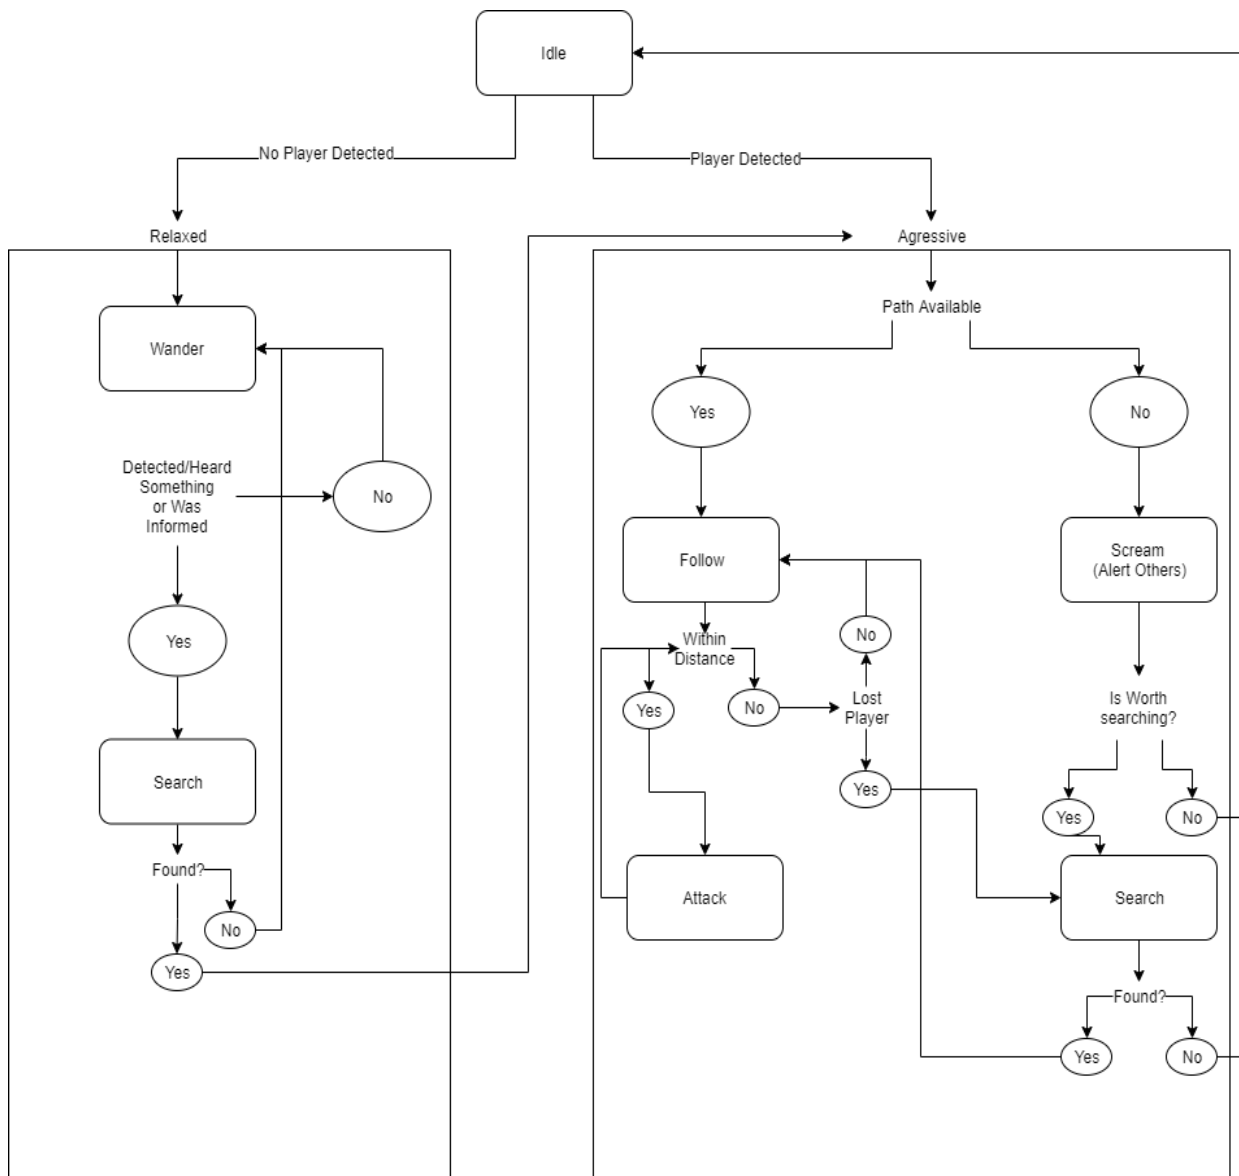 Idle
No Player Detected
Player Detected
Relaxed
Agressive
Path Available
Wander
Yes
No
Detected/Heard
Something
or Was
Informed
No
Yes
Follow
Scream
(Alert Others)
Within
Distance
No
Yes
No
Lost
Player
Is Worth
searching?
Yes
Search
Yes
No
Found?
No
Yes
Attack
Search
Found?
Yes
No